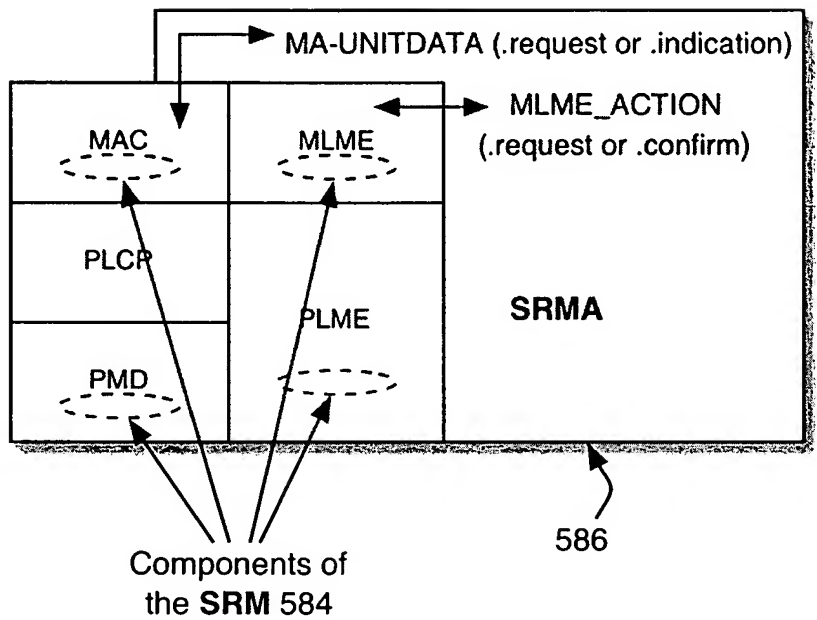 MA-UNITDATA (.request or .indication)
MAC
MLME
MLME_ACTION
(.request or .confirm)
PLCP
PLME
SRMA
PMD
586
Components of
the SRM 584